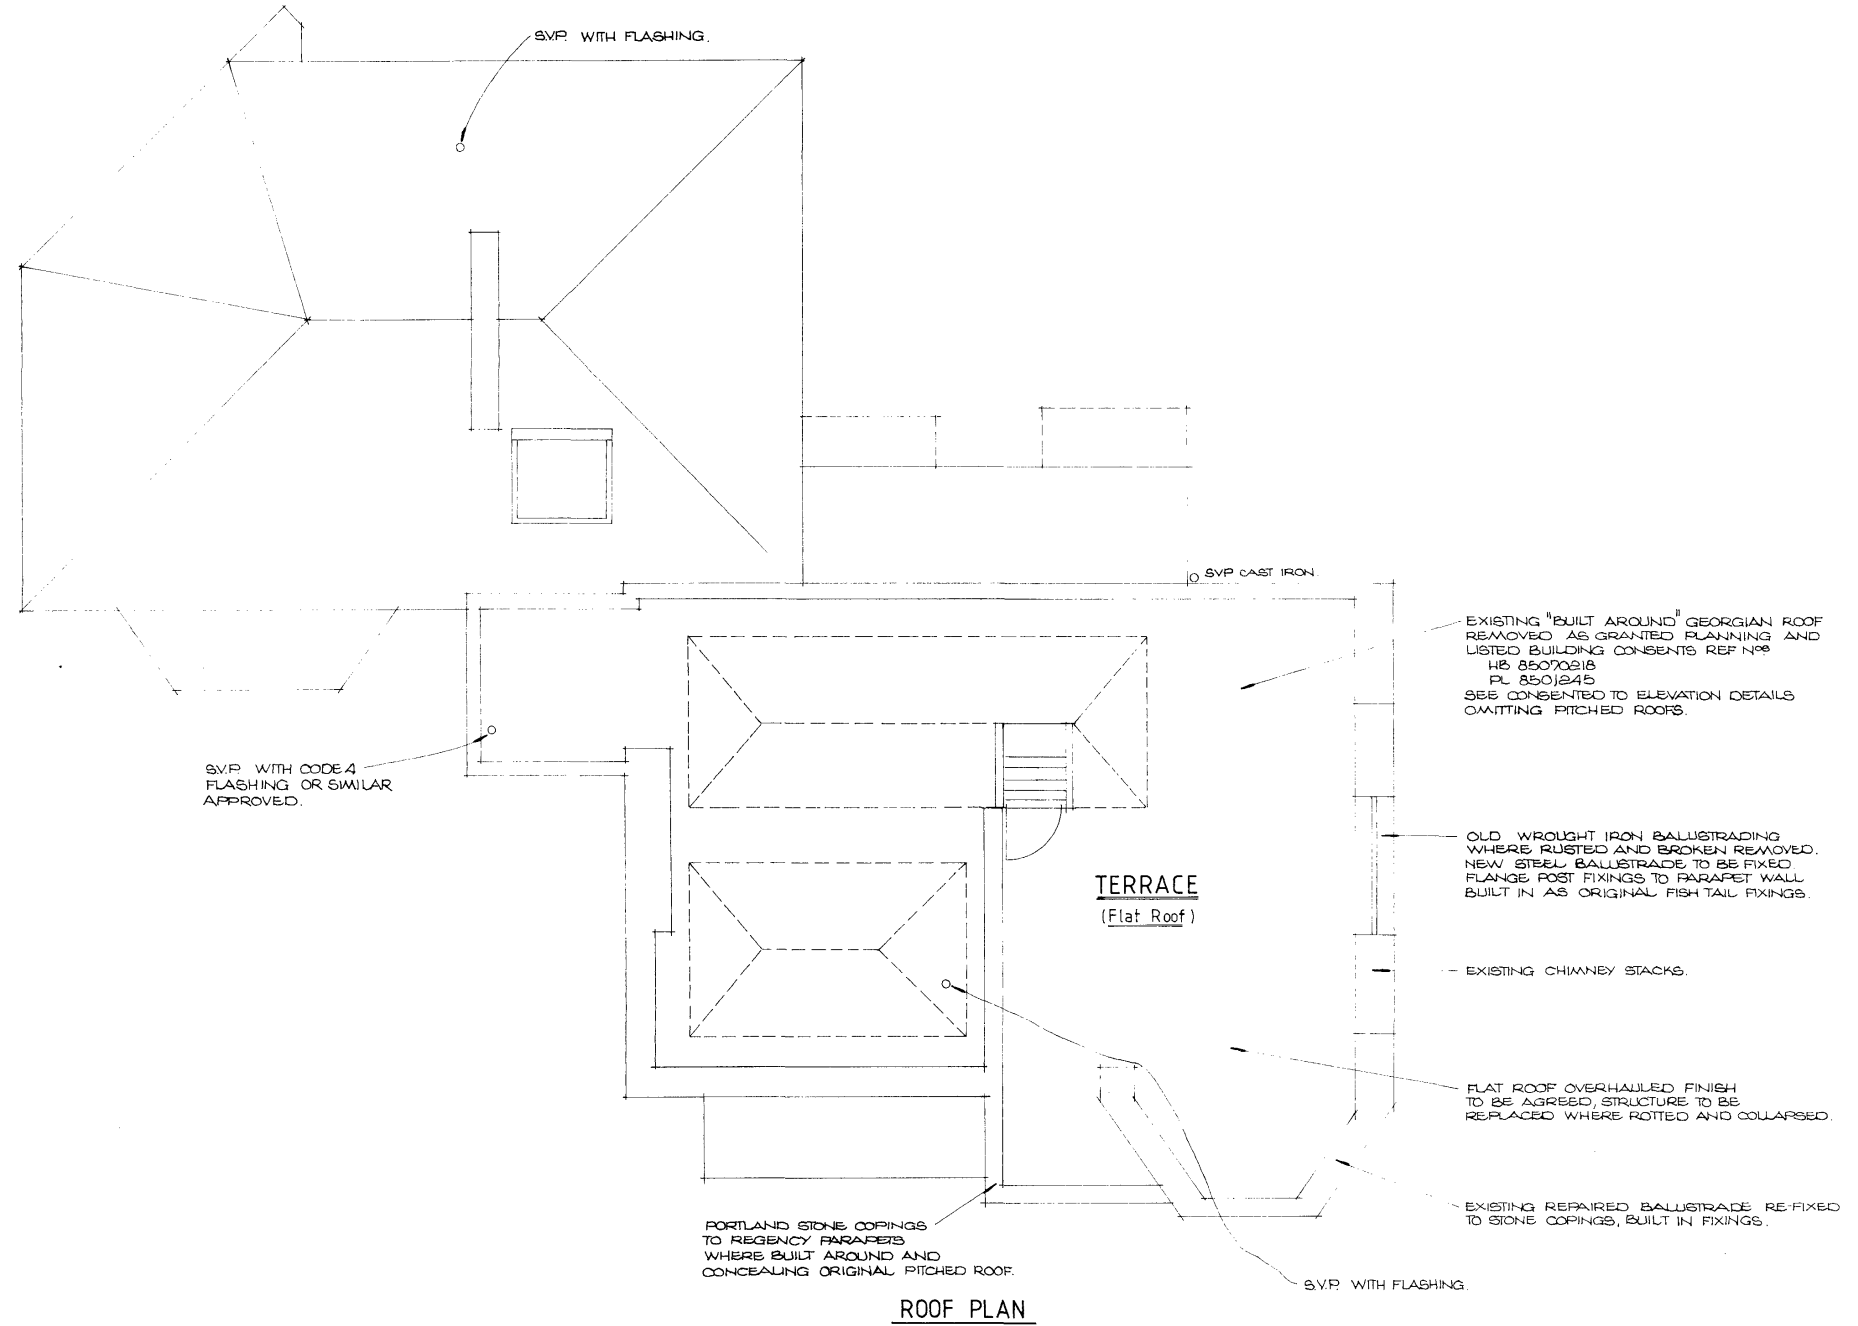 S.V.P. WITH FLASHING.
SVP CAST IRON.
EXISTING "BUILT AROUND" GEORGIAN ROOF
REMOVED AS GRANTED PLANNING AND
LISTED BUILDING CONSENTS REF Nos
HB 85070218
PL 8501245
SEE CONSENTED TO ELEVATION DETAILS
OMITTING PITCHED ROOFS.
S.V.P. WITH CODE 4
FLASHING OR SIMILAR
APPROVED.
OLD WROUGHT IRON BALUSTRADING
WHERE RUSTED AND BROKEN REMOVED.
NEW STEEL BALUSTRADE TO BE FIXED.
FLANGE POST FIXINGS TO PARAPET WALL
BUILT IN AS ORIGINAL FISH TAIL FIXINGS.
TERRACE
(Flat Roof)
EXISTING CHIMNEY STACKS.
FLAT ROOF OVERHAULED FINISH
TO BE AGREED, STRUCTURE TO BE
REPLACED WHERE ROTTED AND COLLAPSED.
EXISTING REPAIRED BALUSTRADE RE-FIXED
TO STONE COPINGS, BUILT IN FIXINGS.
PORTLAND STONE COPINGS
TO REGENCY PARAPETS
WHERE BUILT AROUND AND
CONCEALING ORIGINAL PITCHED ROOF.
S.V.P. WITH FLASHING.
ROOF PLAN